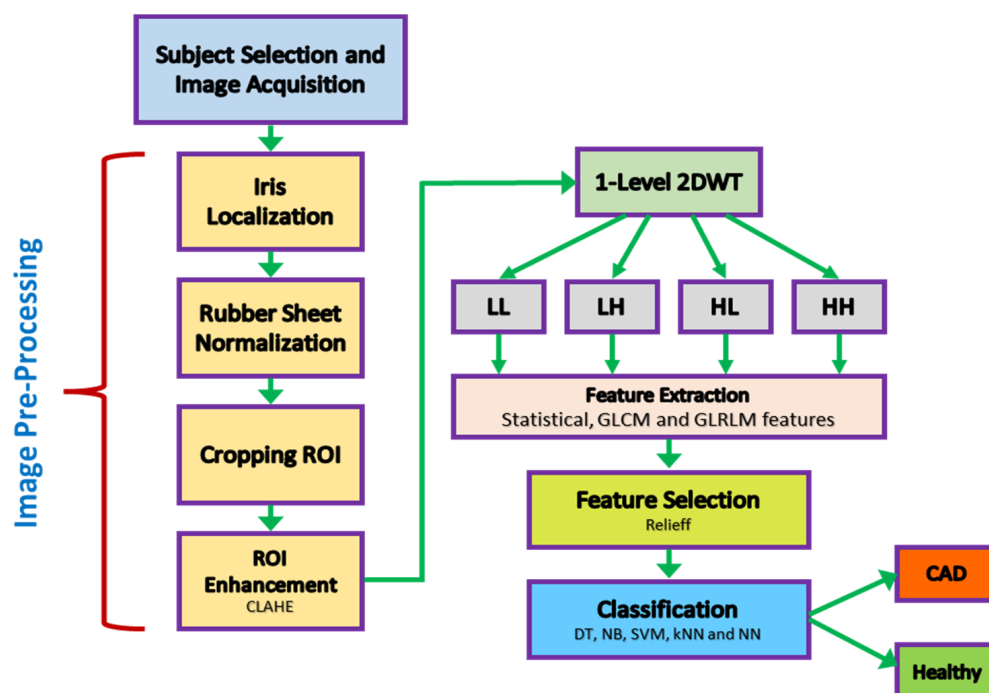 Subject Selection and
Image Acquisition
Image Pre-Processing
Iris
Localization
Rubber Sheet
Normalization
Cropping ROI
ROI
Enhancement
CLAHE
1-Level 2DWT
LL
LH
HL
HH
Feature Extraction
Statistical, GLCM and GLRLM features
Feature Selection
Relieff
Classification
DT, NB, SVM, kNN and NN
CAD
Healthy